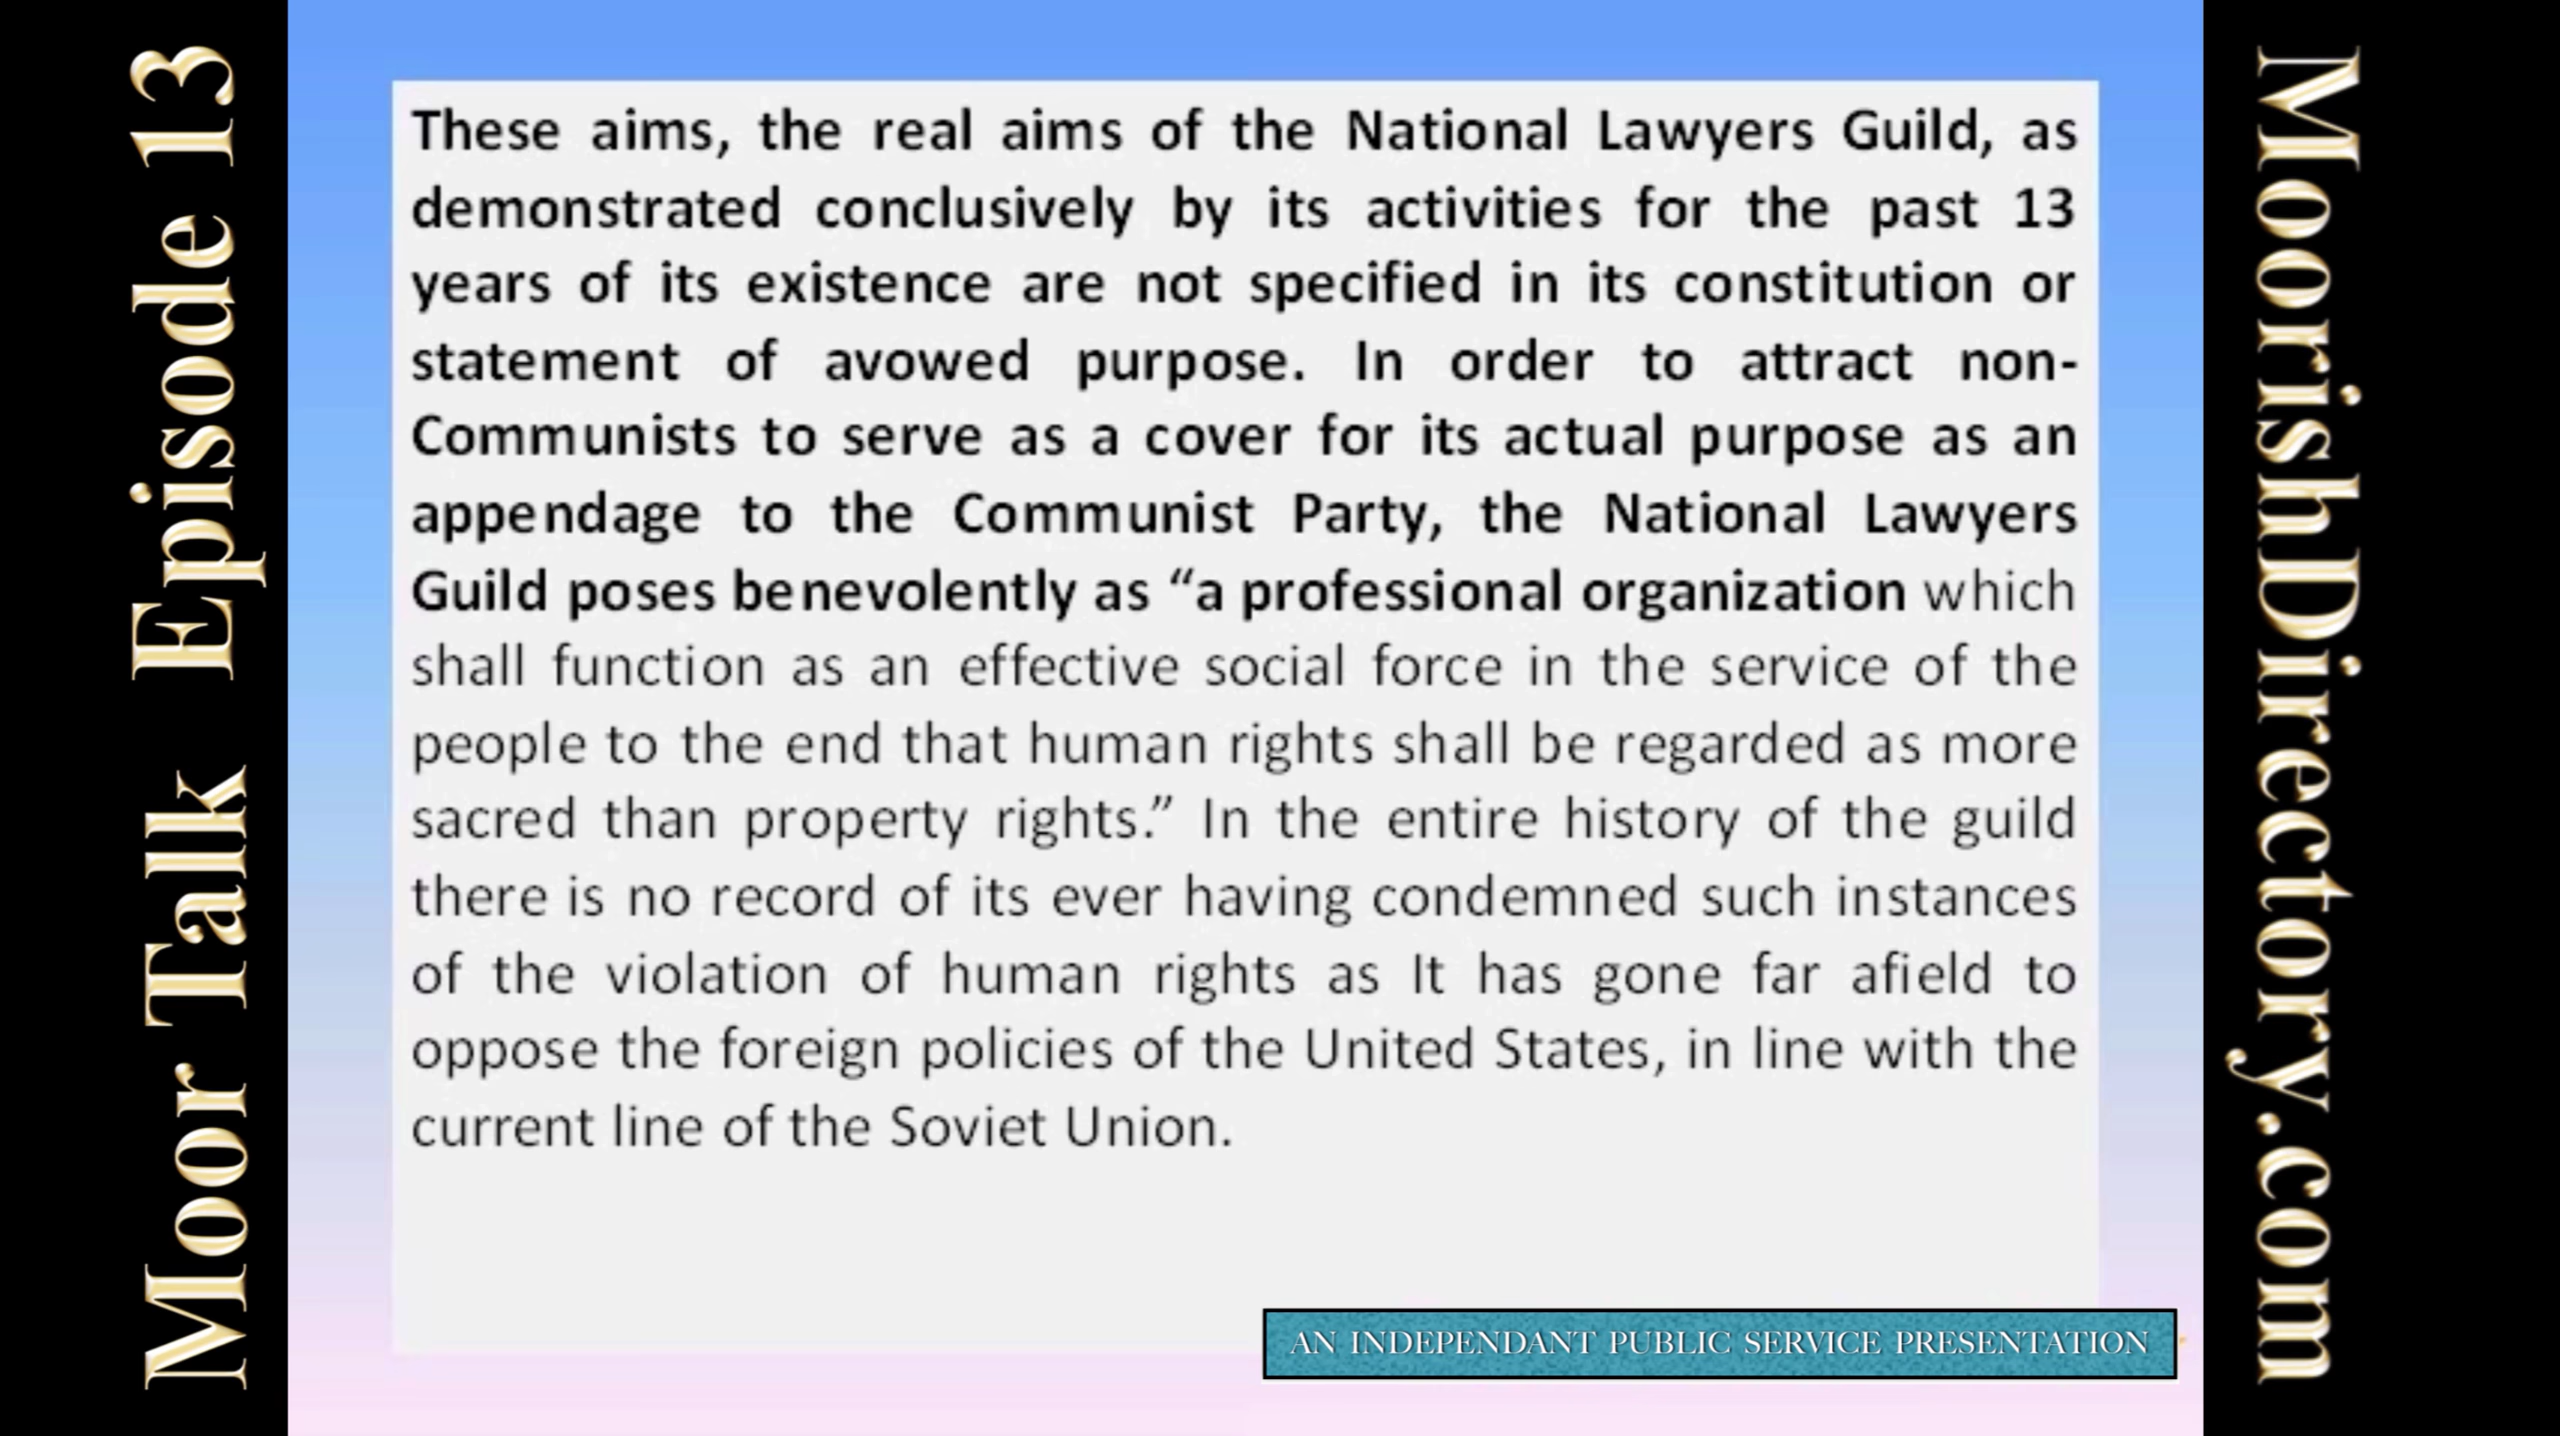 Moor Talk Episode 13
These aims, the real aims of the National Lawyers Guild, as
demonstrated conclusively by its activities for the past 13
years of its existence are not specified in its constitution or
statement of avowed purpose. In order to attract non-
Communists to serve as a cover for its actual purpose as an
appendage to the Communist Party, the National Lawyers
Guild poses benevolently as “a professional organization which
shall function as an effective social force in the service of the
people to the end that human rights shall be regarded as more
sacred than property rights.” In the entire history of the guild
there is no record of its ever having condemned such instances
of the violation of human rights as It has gone far afield to
oppose the foreign policies of the United States, in line with the
current line of the Soviet Union.
AN INDEPENDANT PUBLIC SERVICE PRESENTATION
MoorishDirectory.com